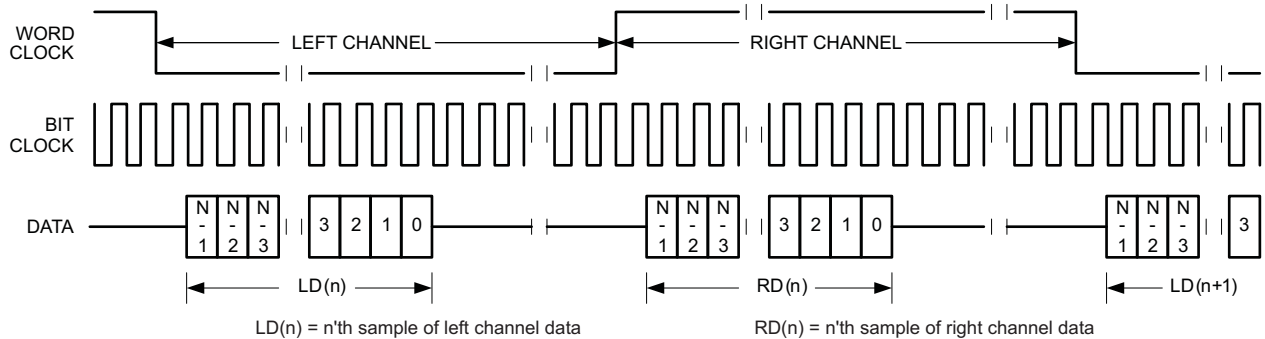 WORD
CLOCK
LEFT CHANNEL
RIGHT CHANNEL
BIT
CLOCK
DATA
N
-
1
N
-
2
N
-
3
3 2 1 0
N
-
1
N
-
2
N
-
3
3 2 1 0
N
-
1
N
-
2
N
-
3
3
LD(n)
RD(n)
LD(n+1)
LD(n) = n'th sample of left channel data
RD(n) = n'th sample of right channel data